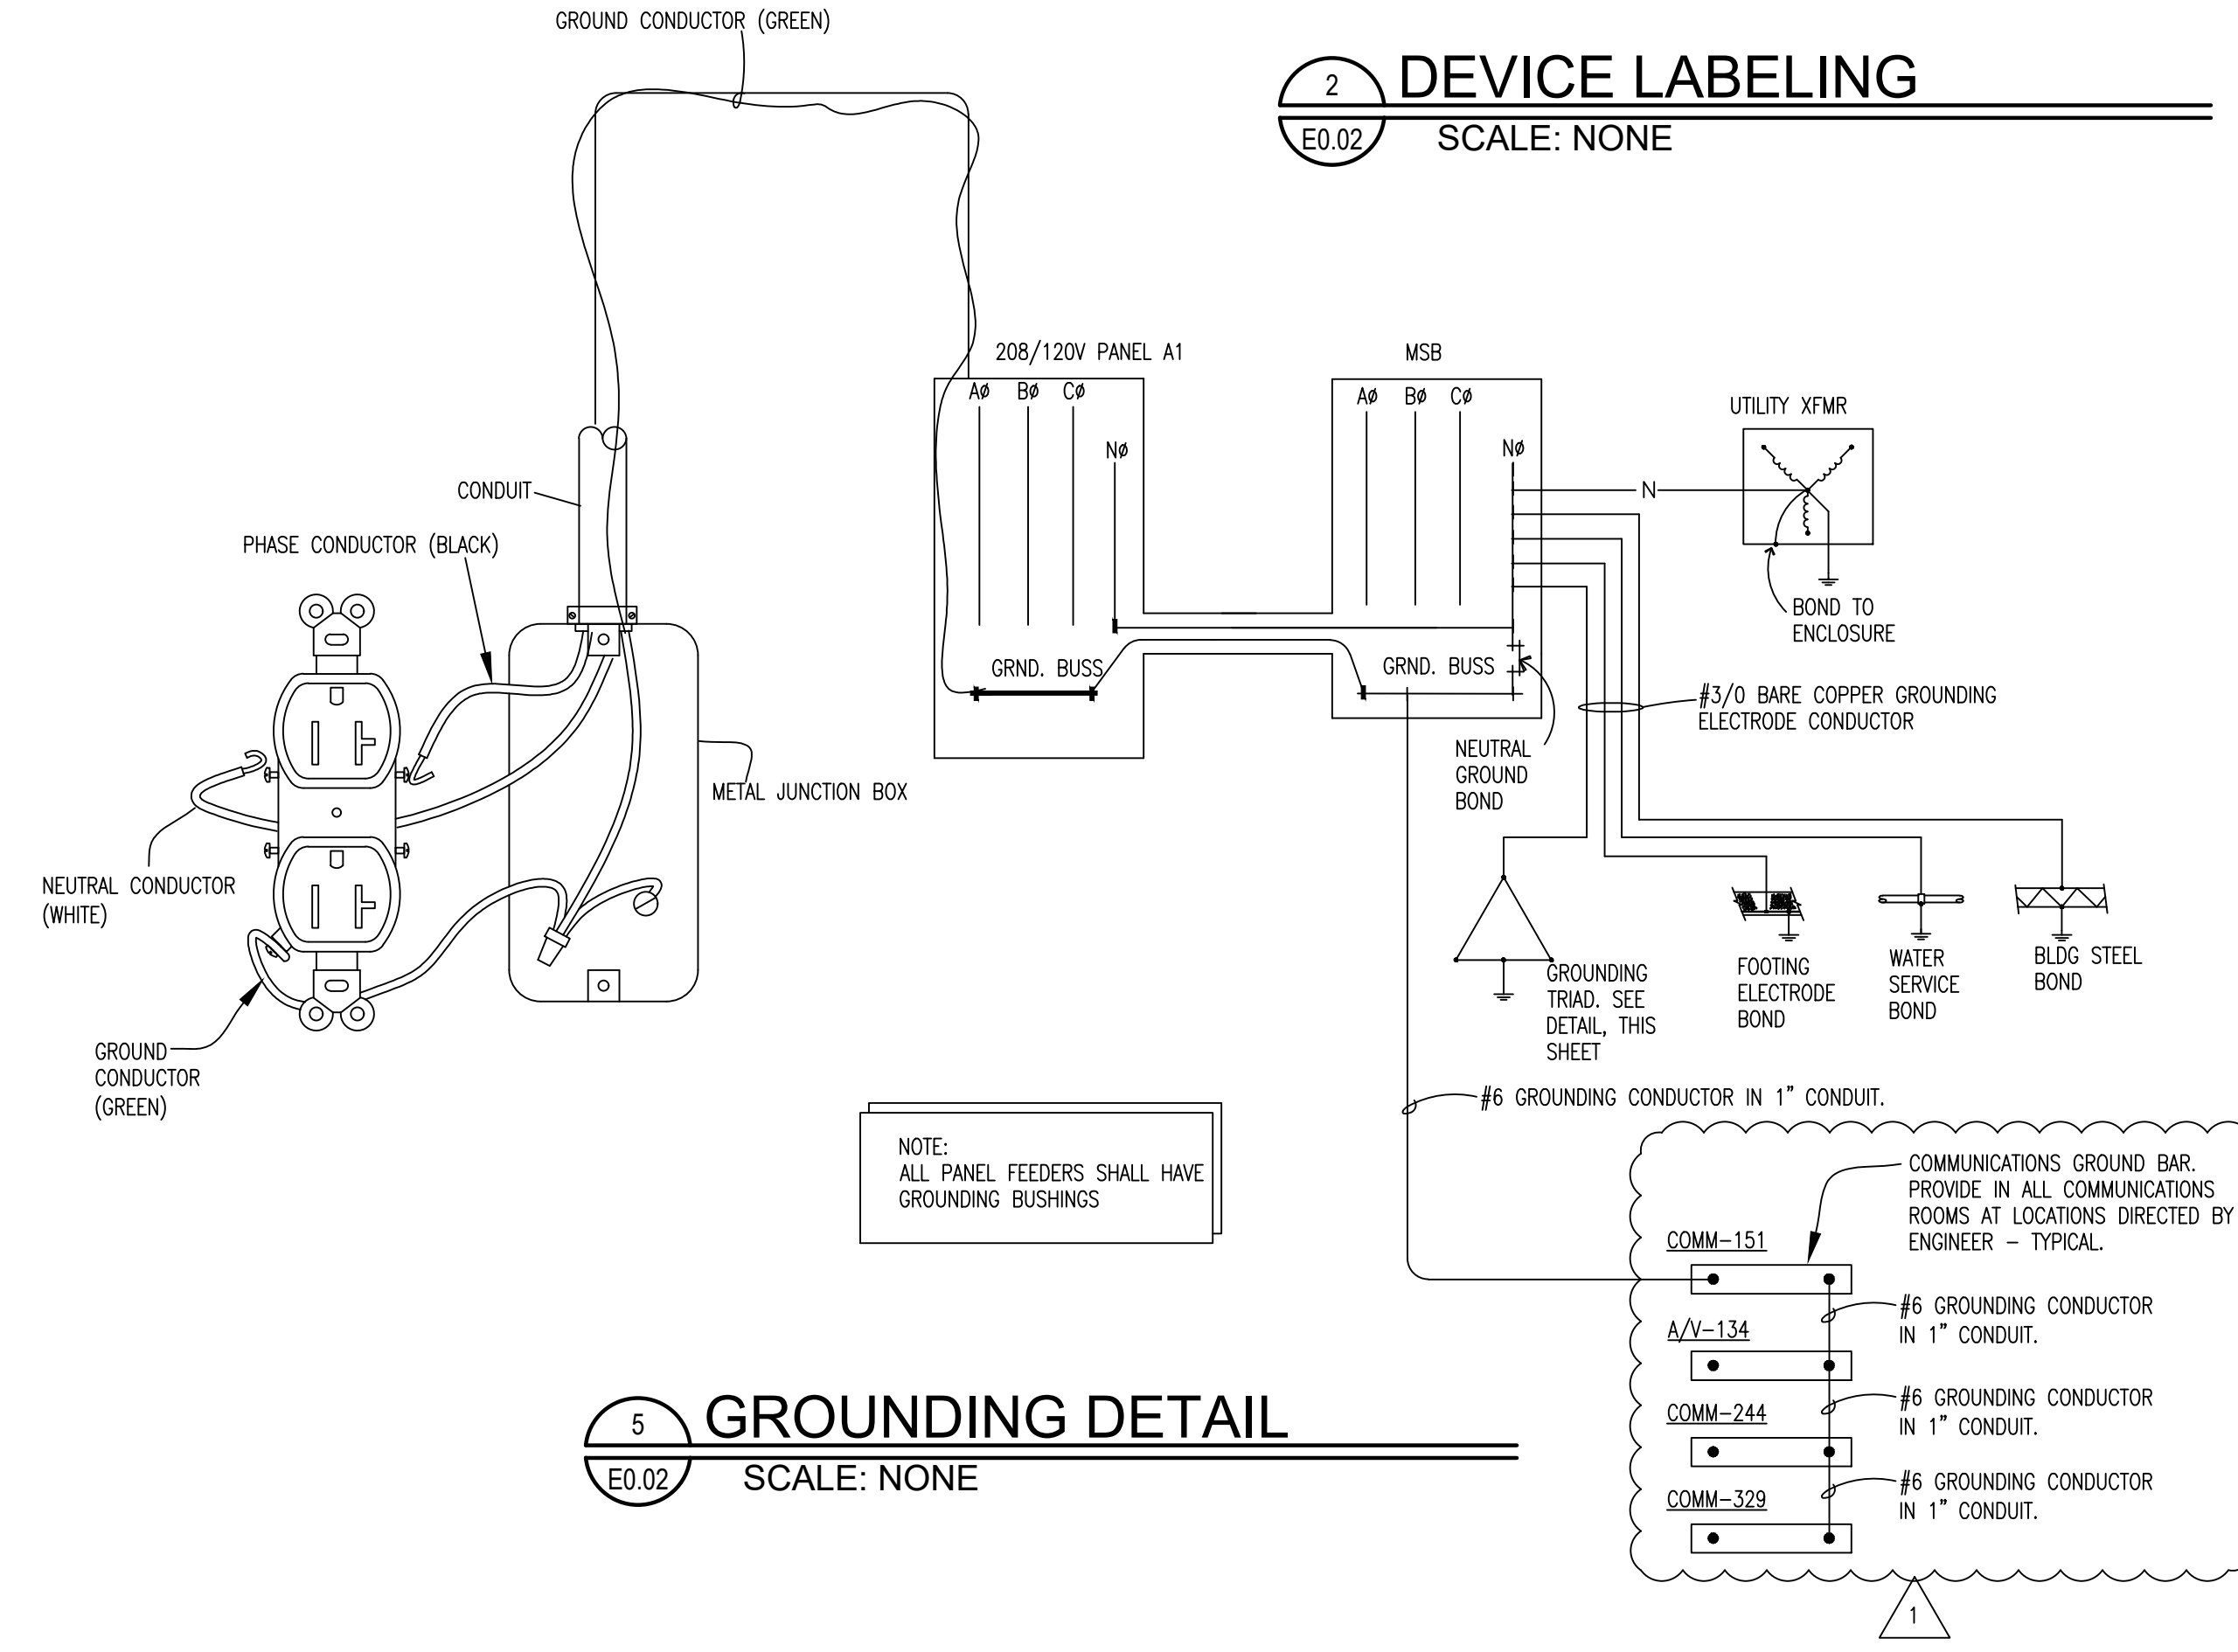 GROUND CONDUCTOR (GREEN)
2
DEVICE LABELING
E0.02
SCALE: NONE
208/120V PANEL A1
MSB
AØ BØ CØ
NØ
AØ BØ CØ
NØ
UTILITY XFMR
N
BOND TO
ENCLOSURE
CONDUIT
PHASE CONDUCTOR (BLACK)
GRND. BUSS
GRND. BUSS
#3/0 BARE COPPER GROUNDING
ELECTRODE CONDUCTOR
NEUTRAL
GROUND
BOND
METAL JUNCTION BOX
NEUTRAL CONDUCTOR
(WHITE)
GROUND
CONDUCTOR
(GREEN)
GROUNDING
TRIAD. SEE
DETAIL, THIS
SHEET
FOOTING
ELECTRODE
BOND
WATER
SERVICE
BOND
BLDG STEEL
BOND
#6 GROUNDING CONDUCTOR IN 1" CONDUIT.
NOTE:
ALL PANEL FEEDERS SHALL HAVE
GROUNDING BUSHINGS
COMMUNICATIONS GROUND BAR.
PROVIDE IN ALL COMMUNICATIONS
ROOMS AT LOCATIONS DIRECTED BY
ENGINEER – TYPICAL.
COMM–151
#6 GROUNDING CONDUCTOR
IN 1" CONDUIT.
A/V–134
#6 GROUNDING CONDUCTOR
IN 1" CONDUIT.
COMM–244
#6 GROUNDING CONDUCTOR
IN 1" CONDUIT.
COMM–329
1
5
GROUNDING DETAIL
E0.02
SCALE: NONE